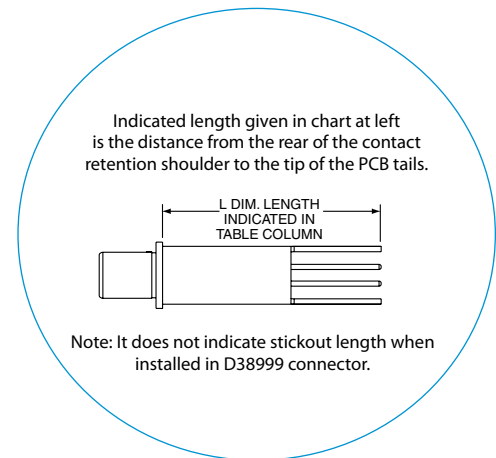 Indicated length given in chart at left
is the distance from the rear of the contact
retention shoulder to the tip of the PCB tails.
L DIM. LENGTH
INDICATED IN
TABLE COLUMN
Note: It does not indicate stickout length when
installed in D38999 connector.